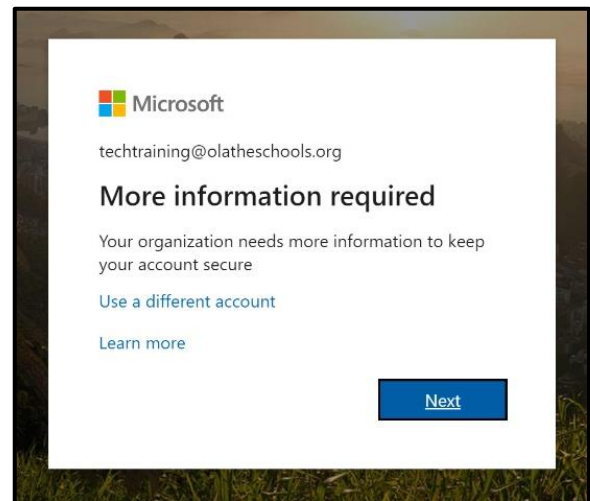 Microsoft
techtraining@olatheschools.org
More information required
Your organization needs more information to keep
your account secure
Use a different account
Learn more
Next